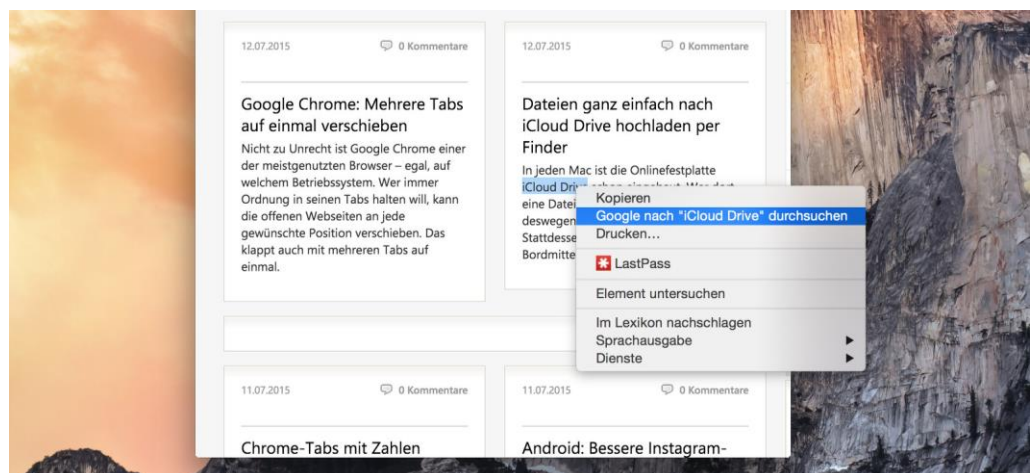 12.07.2015 0 Kommentare
Google Chrome: Mehrere Tabs
auf einmal verschieben
Nicht zu Unrecht ist Google Chrome einer
der meistgenutzten Browser – egal, auf
welchem Betriebssystem. Wer immer
Ordnung in seinen Tabs halten will, kann
die offenen Webseiten an jede
gewünschte Position verschieben. Das
klappt auch mit mehreren Tabs auf
einmal.
12.07.2015 0 Kommentare
Dateien ganz einfach nach
iCloud Drive hochladen per
Finder
In jeden Mac ist die Onlinefestplatte
iCloud
eine
deswegen
Kopieren
Google nach "iCloud Drive" durchsuchen
Drucken...
LastPass
Element untersuchen
Im Lexikon nachschlagen
Sprachausgabe
Dienste
11.07.2015 0 Kommentare
Chrome-Tabs mit Zahlen
11.07.2015 0 Kommentare
Android: Bessere Instagram-